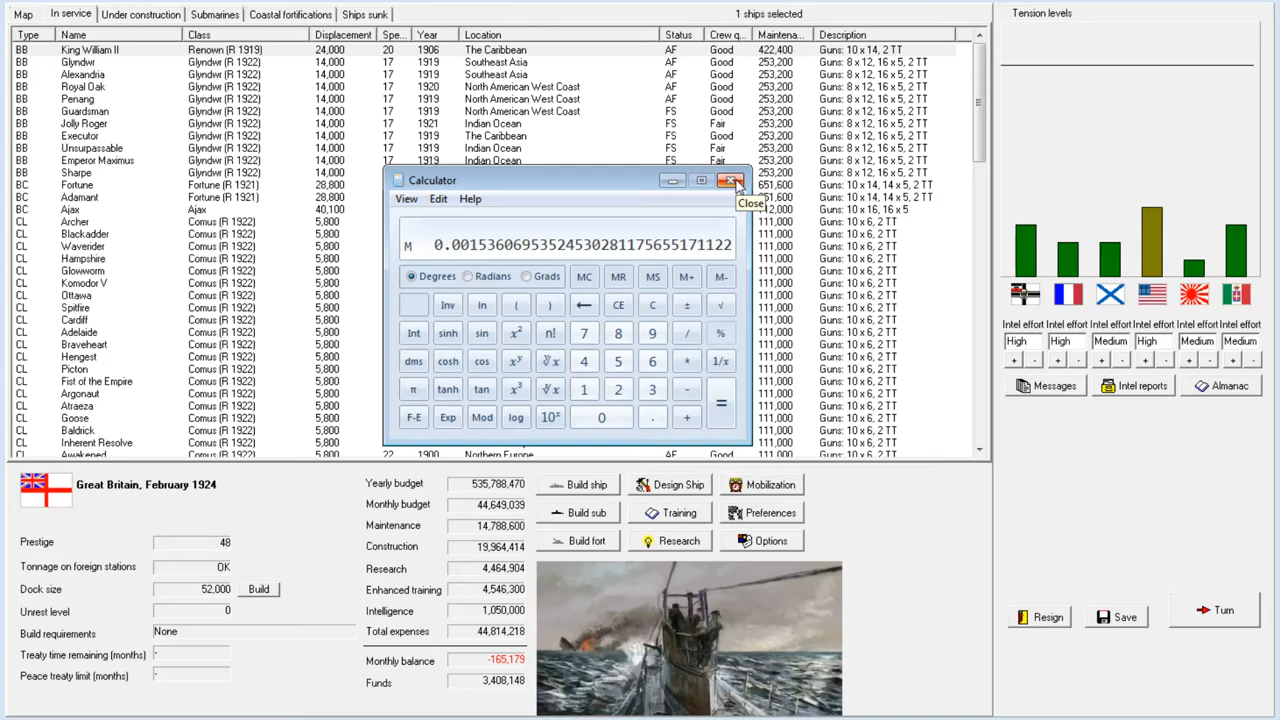 Map In service Under construction Submarines Coastal fortifications Ships sunk 1 ships selected Tension levels
Type Name Class Displacement Spe... Year Location Status Crew q... Maintena... Description
BB King William II Renown (R 1919) 24,000 20 1906 The Caribbean AF Good 422,400 Guns: 10 x 14, 2 TT
BB Glyndwr Glyndwr (R 1922) 14,000 17 1919 Southeast Asia AF Good 253,200 Guns: 8 x 12, 16 x 5, 2 TT
BB Alexandria Glyndwr (R 1922) 14,000 17 1919 Southeast Asia AF Good 253,200 Guns: 8 x 12, 16 x 5, 2 TT
BB Royal Oak Glyndwr (R 1922) 14,000 17 1920 North American West Coast AF Good 253,200 Guns: 8 x 12, 16 x 5, 2 TT
BB Penang Glyndwr (R 1922) 14,000 17 1919 North American West Coast AF Good 253,200 Guns: 8 x 12, 16 x 5, 2 TT
BB Guardsman Glyndwr (R 1922) 14,000 17 1919 North American West Coast FS Good 253,200 Guns: 8 x 12, 16 x 5, 2 TT
BB Jolly Roger Glyndwr (R 1922) 14,000 17 1921 Indian Ocean FS Fair 253,200 Guns: 8 x 12, 16 x 5, 2 TT
BB Executor Glyndwr (R 1922) 14,000 17 1919 The Caribbean FS Good 253,200 Guns: 8 x 12, 16 x 5, 2 TT
BB Unsurpassable Glyndwr (R 1922) 14,000 17 1919 Indian Ocean FS Fair 253,200 Guns: 8 x 12, 16 x 5, 2 TT
BB Emperor Maximus Glyndwr (R 1922) 14,000 17 1919 Indian Ocean FS Fair 253,200 Guns: 8 x 12, 16 x 5, 2 TT
BB Sharpe Glyndwr (R 1922) 14,000 253,200 Guns: 8 x 12, 16 x 5, 2 TT
BC Fortune Fortune (R 1921) 28,800 651,600 Guns: 10 x 14, 14 x 5, 2 TT
BC Adamant Fortune (R 1921) 28,800 Guns: 10 x 14, 14 x 5, 2 TT
BC Ajax Ajax 40,100 Guns: 10 x 16, 16 x 5
CL Archer Comus (R 1922) 5,800 111,000 Guns: 10 x 6, 2 TT
CL Blackadder Comus (R 1922) 5,800 111,000 Guns: 10 x 6, 2 TT
CL Waverider Comus (R 1922) 5,800 111,000 Guns: 10 x 6, 2 TT
CL Hamspire Comus (R 1922) 5,800 111,000 Guns: 10 x 6, 2 TT
CL Glowworm Comus (R 1922) 5,800 111,000 Guns: 10 x 6, 2 TT
CL Komodor V Comus (R 1922) 5,800 111,000 Guns: 10 x 6, 2 TT
CL Ottawa Comus (R 1922) 5,800 111,000 Guns: 10 x 6, 2 TT
CL Spitfire Comus (R 1922) 5,800 111,000 Guns: 10 x 6, 2 TT
CL Cardiff Comus (R 1922) 5,800 111,000 Guns: 10 x 6, 2 TT
CL Adelaide Comus (R 1922) 5,800 111,000 Guns: 10 x 6, 2 TT
CL Braveheart Comus (R 1922) 5,800 111,000 Guns: 10 x 6, 2 TT
CL Hengest Comus (R 1922) 5,800 111,000 Guns: 10 x 6, 2 TT
CL Picton Comus (R 1922) 5,800 111,000 Guns: 10 x 6, 2 TT
CL Fist of the Empire Comus (R 1922) 5,800 111,000 Guns: 10 x 6, 2 TT
CL Argonaut Comus (R 1922) 5,800 111,000 Guns: 10 x 6, 2 TT
CL Atraeza Comus (R 1922) 5,800 111,000 Guns: 10 x 6, 2 TT
CL Goose Comus (R 1922) 5,800 111,000 Guns: 10 x 6, 2 TT
CL Baldrick Comus (R 1922) 5,800 111,000 Guns: 10 x 6, 2 TT
CL Inherent Resolve Comus (R 1922) 5,800 111,000 Guns: 10 x 6, 2 TT
CL Awakened Comus (R 1922) 5,800 22 1900 Northern Europe AF Good 111,000 Guns: 10 x 6, 2 TT
Calculator
Close
View Edit Help
M 0.0015360695352453028117565517122
Degrees Radians Grads MC MR MS M+ M-
Inv ln ( ) ← CE C ± √
Int sinh sin x² n! 7 8 9 / %
dms cosh cos xʸ ʸ√x 4 5 6 * 1/x
π tanh tan x³ ³√x 1 2 3 - =
F-E Exp Mod log 10ˣ 0 . +
Intel effort Intel effort Intel effort Intel effort Intel effort Intel effort
High High Medium High Medium Medium
+ - + - + - + - + - + -
Messages Intel reports Almanac
Great Britain, February 1924
Prestige 48
Tonnage on foreign stations OK
Dock size 52,000 Build
Unrest level 0
Build requirements None
Treaty time remaining (months) -
Peace treaty limit (months) -
Yearly budget 535,788,470
Monthly budget 44,649,039
Maintenance 14,788,600
Construction 19,964,414
Research 4,464,904
Enhanced training 4,546,300
Intelligence 1,050,000
Total expenses 44,814,218
Monthly balance -165,179
Funds 3,408,148
Build ship Design Ship Mobilization
Build sub Training Preferences
Build fort Research Options
Resign Save Turn